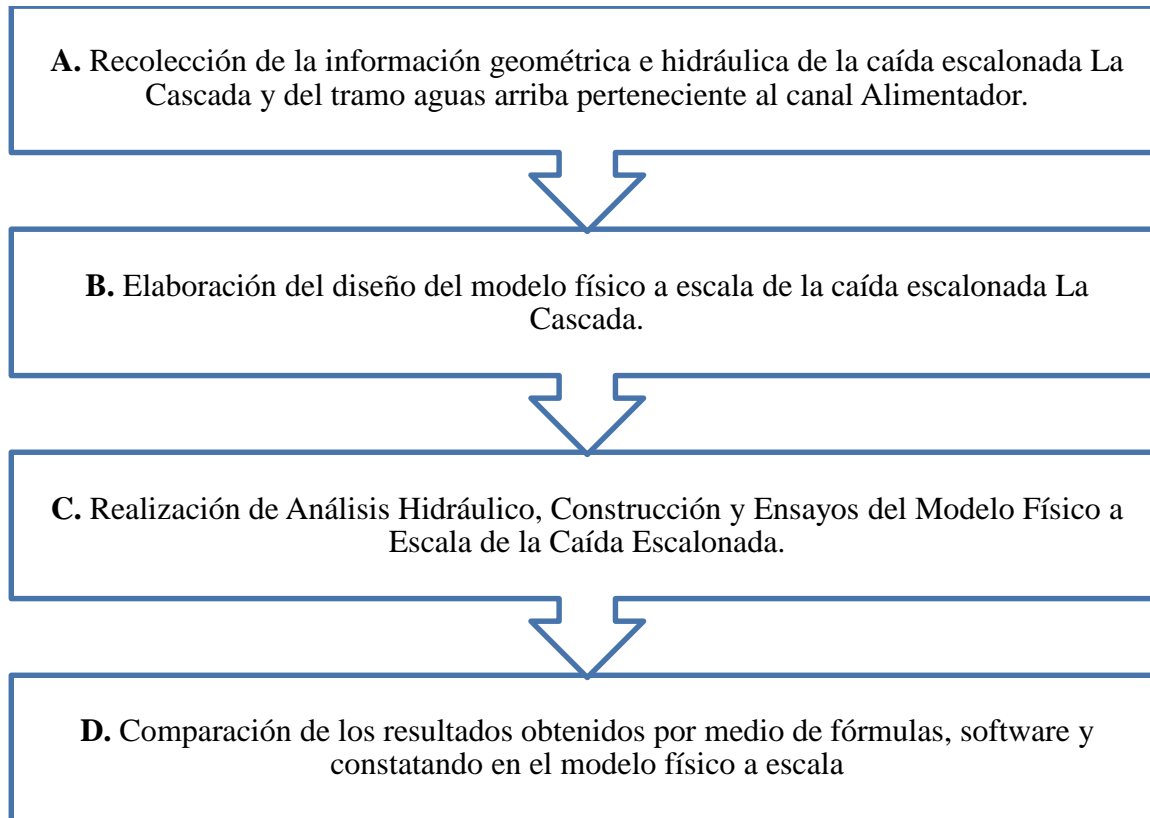 A. Recolección de la información geométrica e hidráulica de la caída escalonada La
Cascada y del tramo aguas arriba perteneciente al canal Alimentador.
B. Elaboración del diseño del modelo físico a escala de la caída escalonada La
Cascada.
C. Realización de Análisis Hidráulico, Construcción y Ensayos del Modelo Físico a
Escala de la Caída Escalonada.
D. Comparación de los resultados obtenidos por medio de fórmulas, software y
constatando en el modelo físico a escala